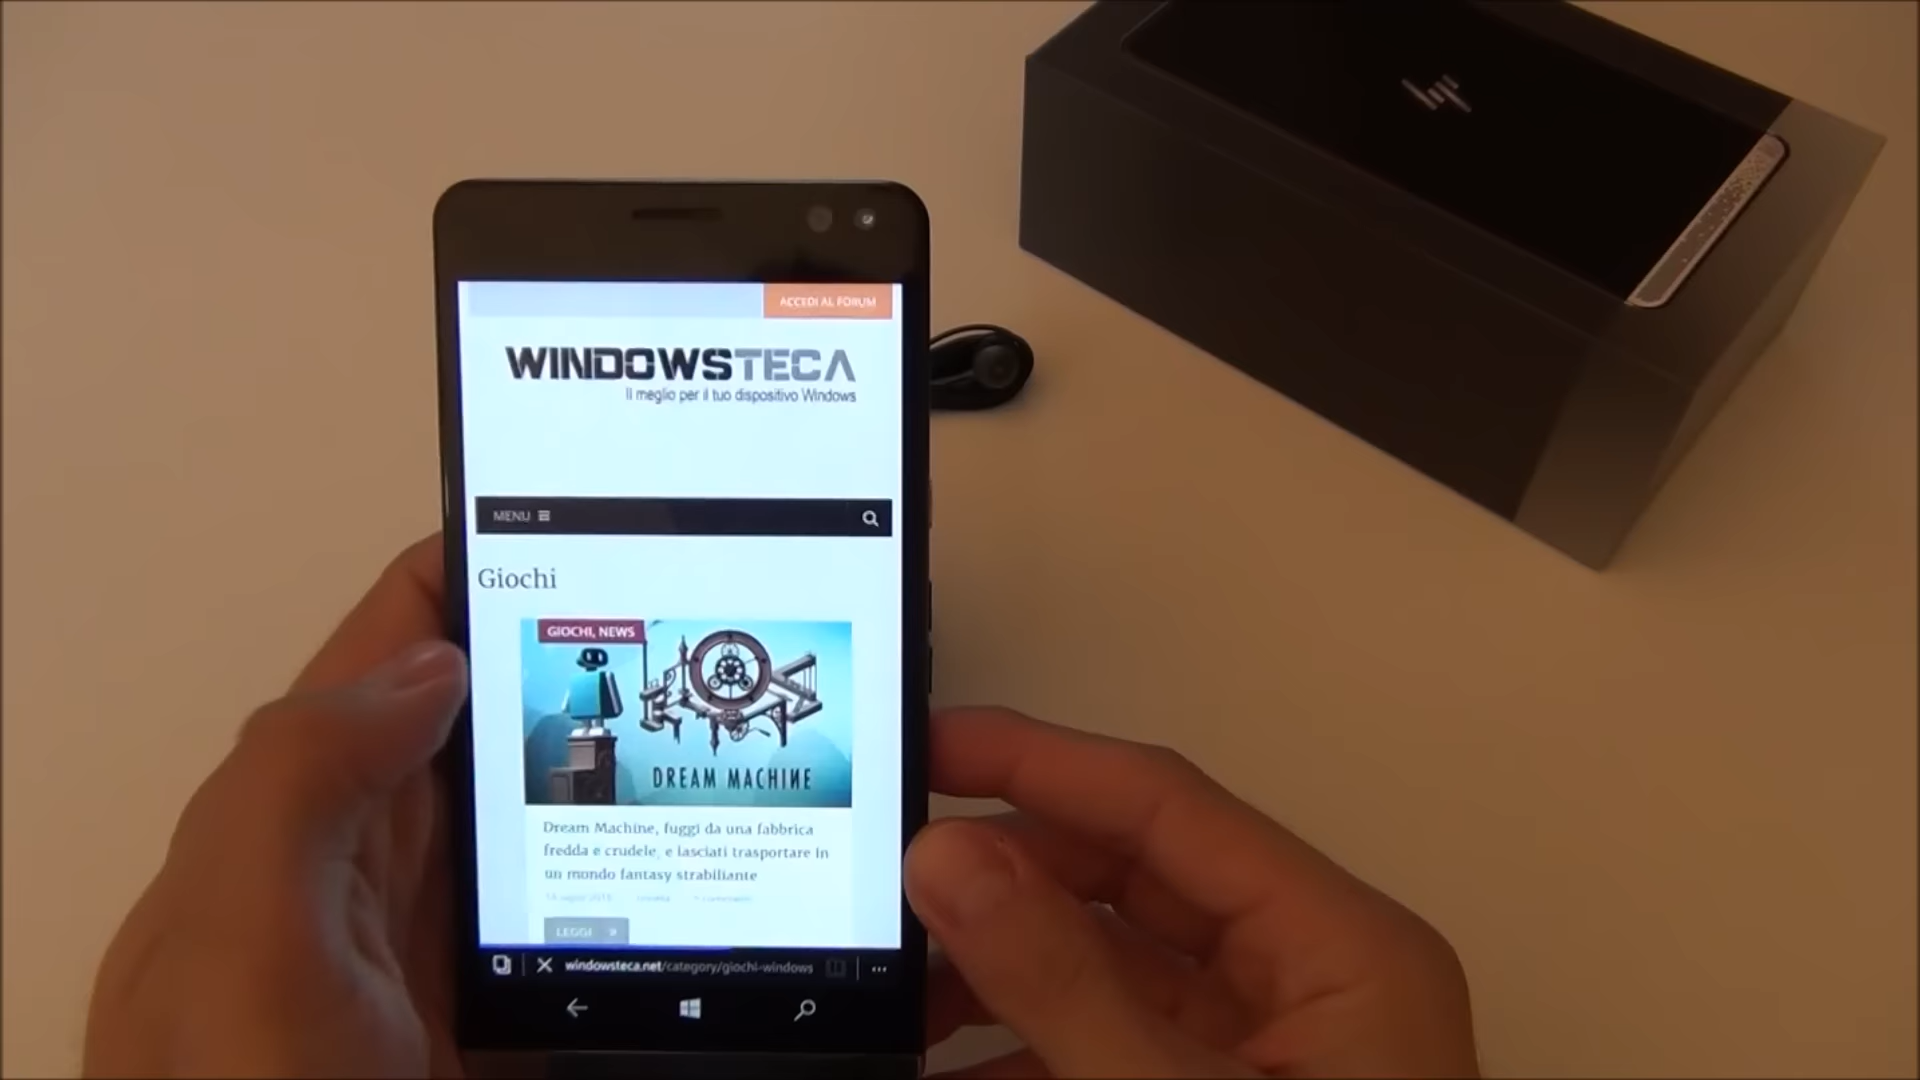 ACCEDI AL FORUM
WINDOWSTECA
Il meglio per il tuo dispositivo Windows
MENU
Giochi
GIOCHI, NEWS
DREAM MACHINE
Dream Machine, fuggi da una fabbrica
fredda e crudele, e lasciati trasportare in
un mondo fantasy strabiliante
LEGGI »
windowsteca.net/category/giochi-windows